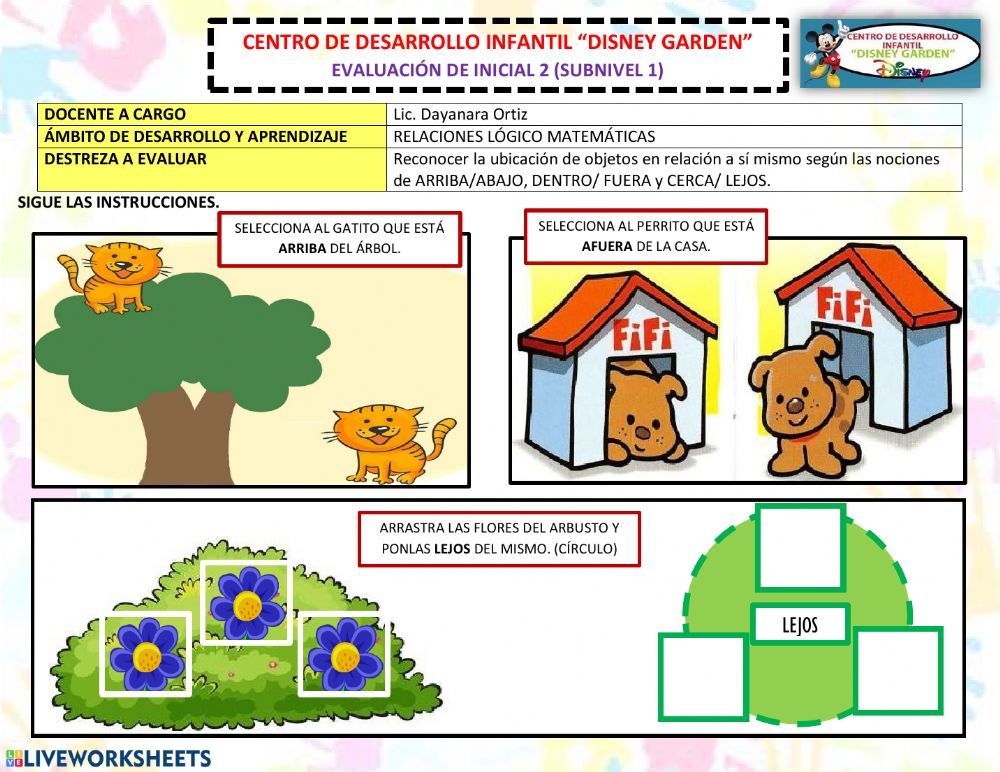 CENTRO DE DESARROLLO INFANTIL “DISNEY GARDEN”
EVALUACIÓN DE INICIAL 2 (SUBNIVEL 1)
CENTRO DE DESARROLLO
INFANTIL
“DISNEY GARDEN”
Disney
DOCENTE A CARGO Lic. Dayanara Ortiz
ÁMBITO DE DESARROLLO Y APRENDIZAJE RELACIONES LÓGICO MATEMÁTICAS
DESTREZA A EVALUAR Reconocer la ubicación de objetos en relación a sí mismo según las nociones
de ARRIBA/ABAJO, DENTRO/ FUERA y CERCA/ LEJOS.
SIGUE LAS INSTRUCCIONES.
SELECCIONA AL GATITO QUE ESTÁ
ARRIBA DEL ÁRBOL.
SELECCIONA AL PERRITO QUE ESTÁ
AFUERA DE LA CASA.
FiFi
FiFi
ARRASTRA LAS FLORES DEL ARBUSTO Y
PONLAS LEJOS DEL MISMO. (CÍRCULO)
LEJOS
LIVE LIVEWORKSHEETS